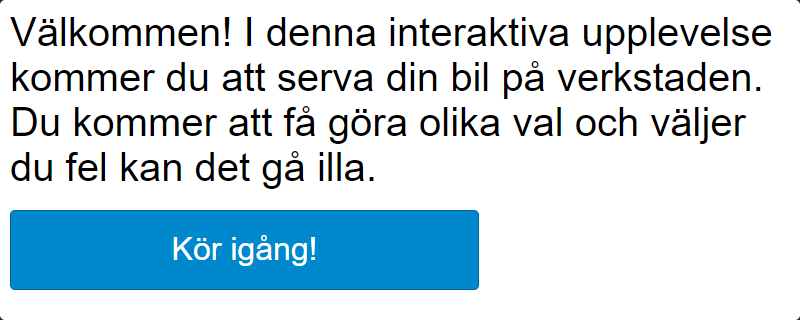 Välkommen! I denna interaktiva upplevelse
kommer du att serva din bil på verkstaden.
Du kommer att få göra olika val och väljer
du fel kan det gå illa.
Kör igång!